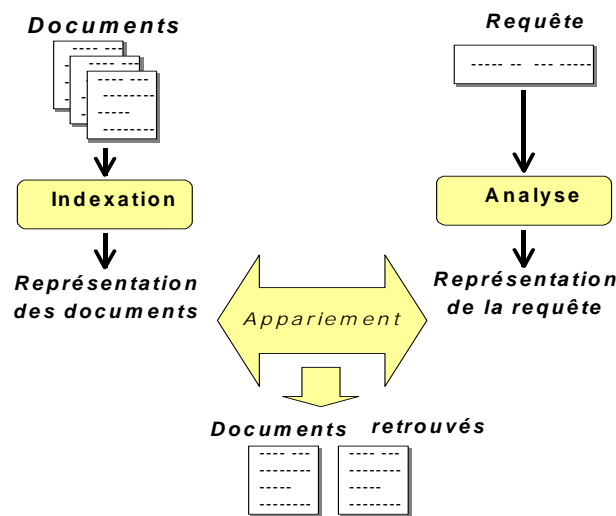 Documents
Requête
Indexation
Analyse
Représentation
des documents
Représentation
de la requête
Appariement
Documents retrouvés